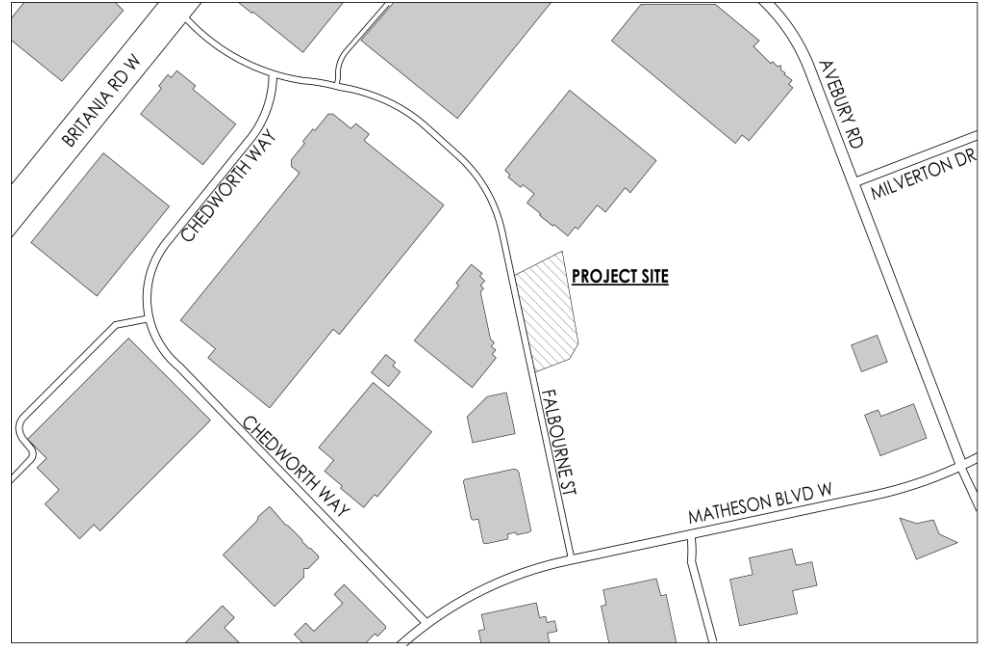 BRITANIA RD W
CHEDWORTH WAY
AVEBURY RD
MILVERTON DR
PROJECT SITE
FALBOURNE ST
CHEDWORTH WAY
MATHESON BLVD W